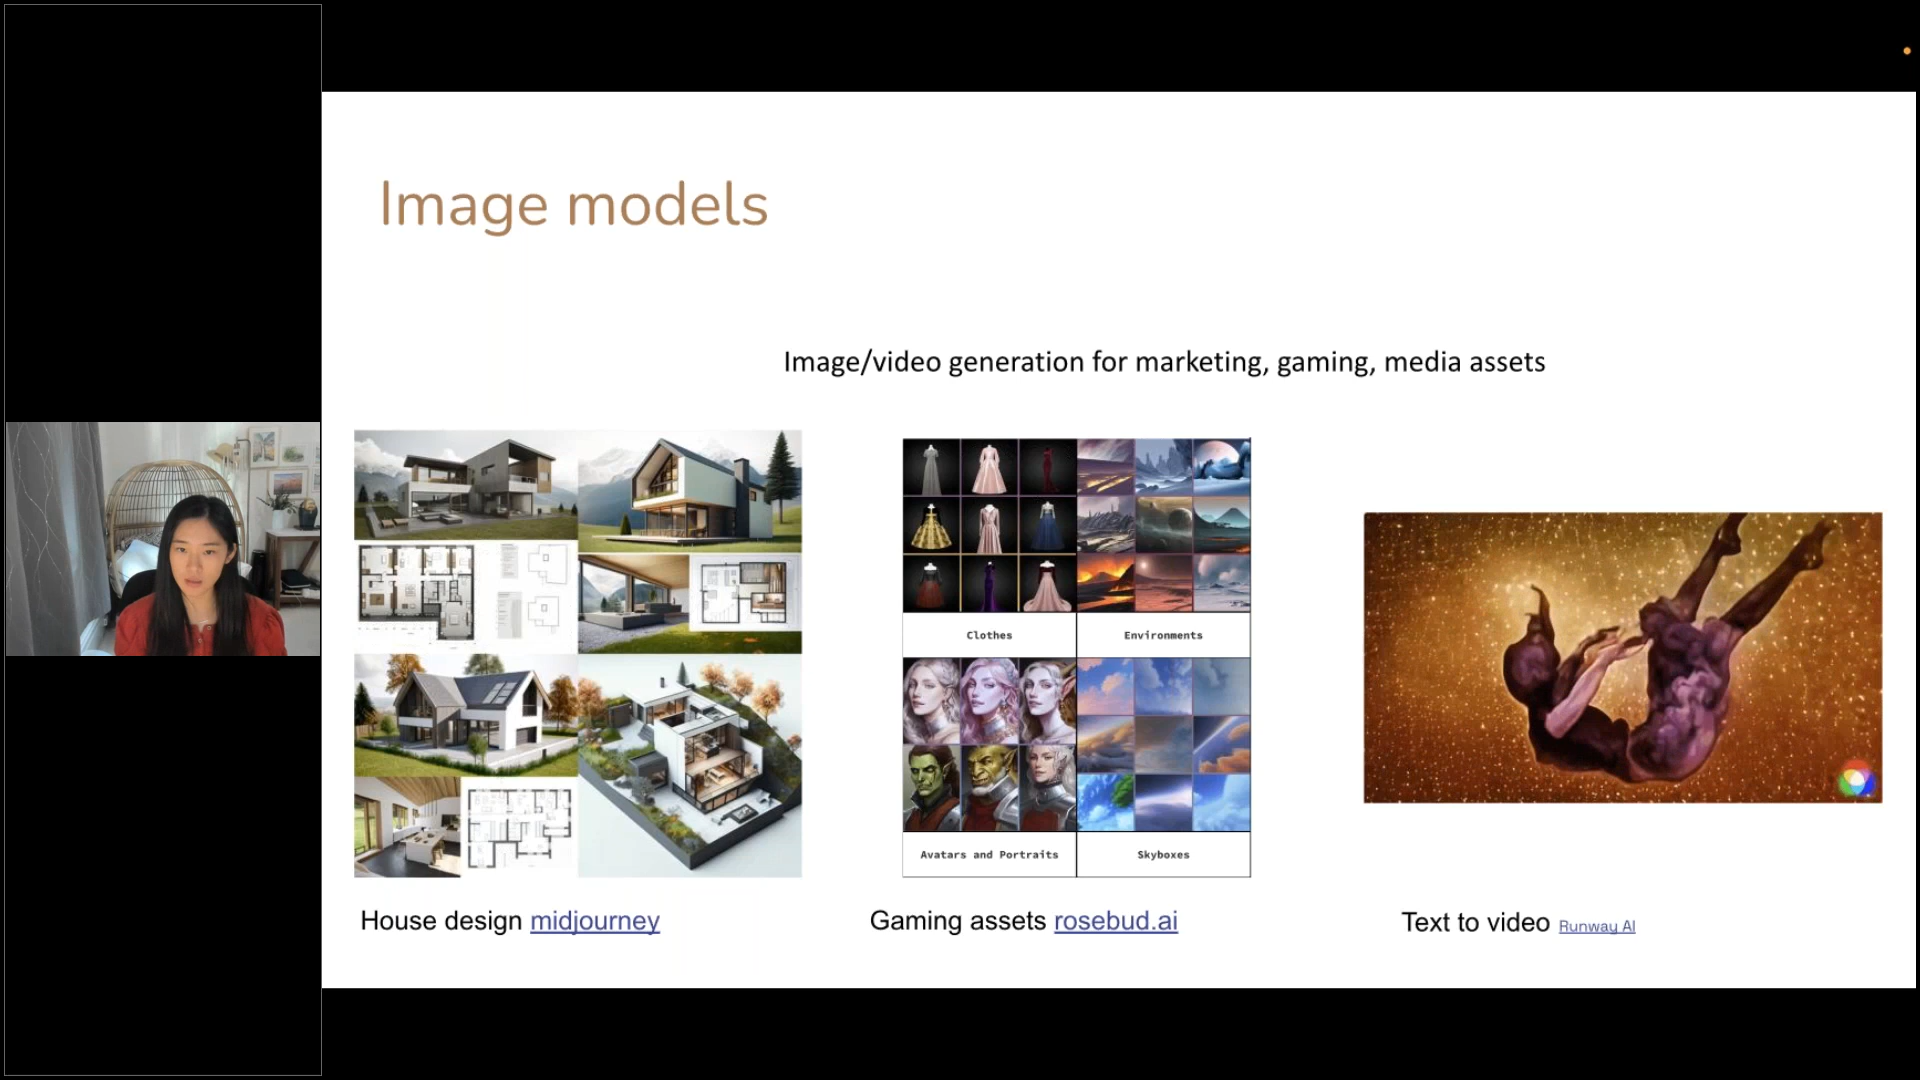 Image models
Image/video generation for marketing, gaming, media assets
Clothes
Environments
Avatars and Portraits
Skyboxes
House design midjourney
Gaming assets rosebud.ai
Text to video Runway AI